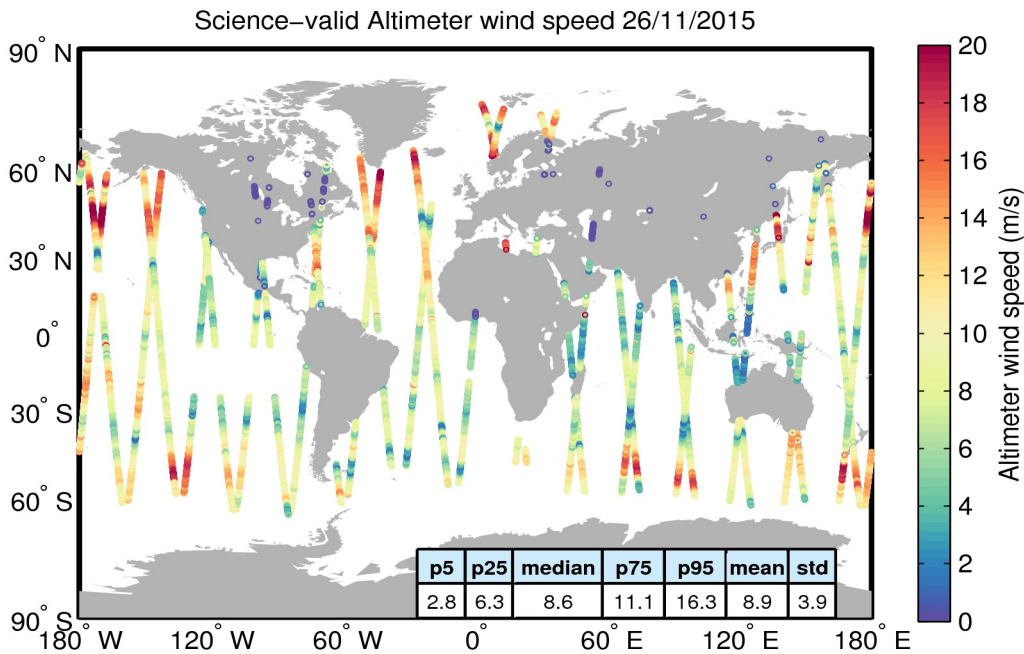 Science−valid Altimeter wind speed 26/11/2015
90° N
60° N
30° N
0°
30° S
60° S
90° S
180° W
120° W
60° W
0°
60° E
120° E
180° E
p5 p25 median p75 p95 mean std
2.8 6.3 8.6 11.1 16.3 8.9 3.9
20
18
16
14
12
10
8
6
4
2
0
Altimeter wind speed (m/s)